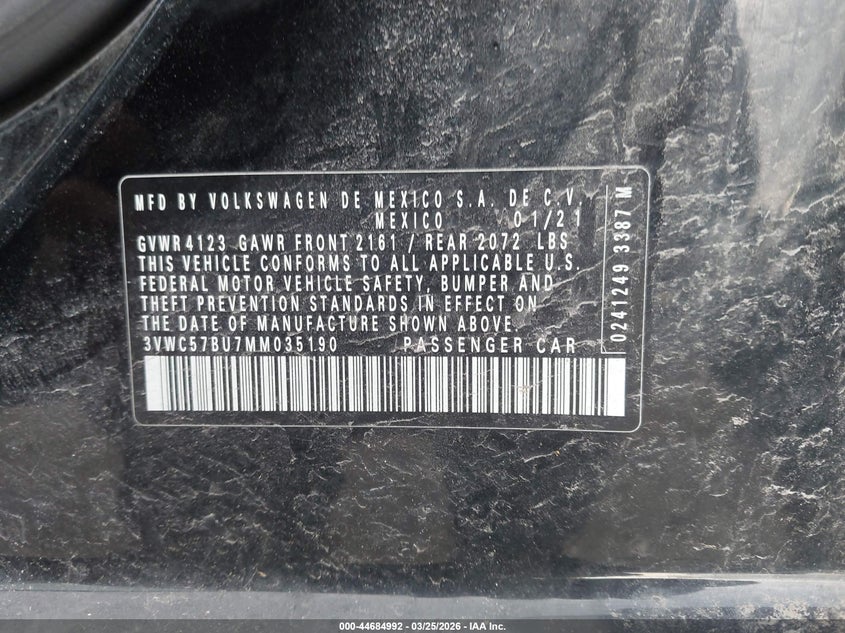 MFD BY VOLKSWAGEN DE MEXICO S.A. DE C.V.
MEXICO 01/21
GVWR4123 GAWR FRONT 2161 / REAR 2072 LBS
THIS VEHICLE CONFORMS TO ALL APPLICABLE U.S.
FEDERAL MOTOR VEHICLE SAFETY, BUMPER AND
THEFT PREVENTION STANDARDS IN EFFECT ON
THE DATE OF MANUFACTURE SHOWN ABOVE.
3VWC57BU7MM035190 PASSENGER CAR
0241249 3387 M
000-44684992 — 03/25/2026 — IAA Inc.